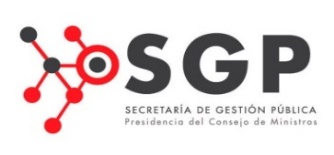 SGP
SECRETARÍA DE GESTIÓN PÚBLICA
Presidencia del Consejo de Ministros